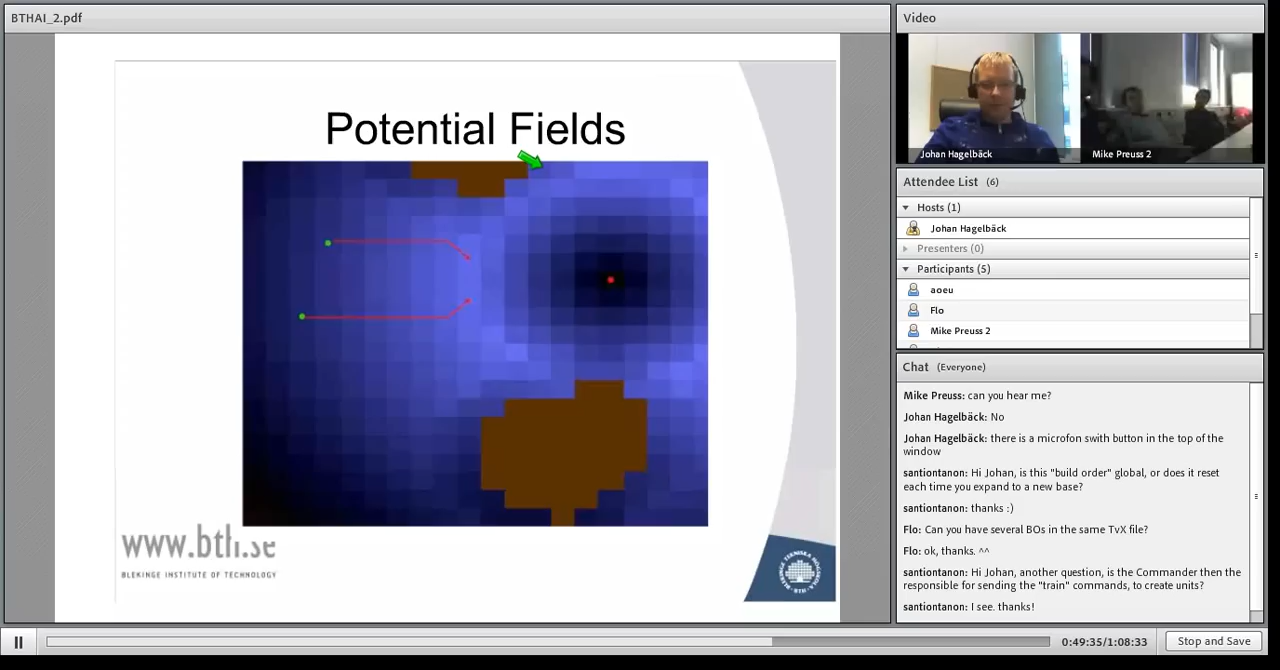 BTHAI_2.pdf
Potential Fields
www.bth.se
BLEKINGE INSTITUTE OF TECHNOLOGY
Video
Johan Hagelbäck
Mike Preuss 2
Attendee List (6)
Hosts (1)
Johan Hagelbäck
Presenters (0)
Participants (5)
aoeu
Flo
Mike Preuss 2
Chat (Everyone)
Mike Preuss: can you hear me?
Johan Hagelbäck: No
Johan Hagelbäck: there is a microfon swith button in the top of the
window
santiontanon: Hi Johan, is this "build order" global, or does it reset
each time you expand to a new base?
santiontanon: thanks :)
Flo: Can you have several BOs in the same TvX file?
Flo: ok, thanks. ^^
santiontanon: Hi Johan, another question, is the Commander then the
responsible for sending the "train" commands, to create units?
santiontanon: I see. thanks!
0:49:35/1:08:33
Stop and Save